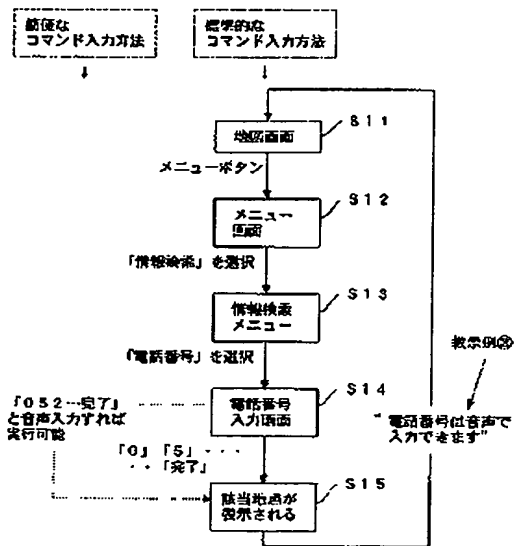 簡便な
コマンド入力方法
標準的な
コマンド入力方法
地図画面
S11
メニューボタン
メニュー
画面
S12
「情報検索」を選択
情報検索
メニュー
S13
「電話番号」を選択
教示例⑳
電話番号
入力画面
S14
「052…完了」
と音声入力すれば
実行可能
"電話番号は音声で
入力できます"
「0」「5」・・・
・・「完了」
該当地点が
表示される
S15